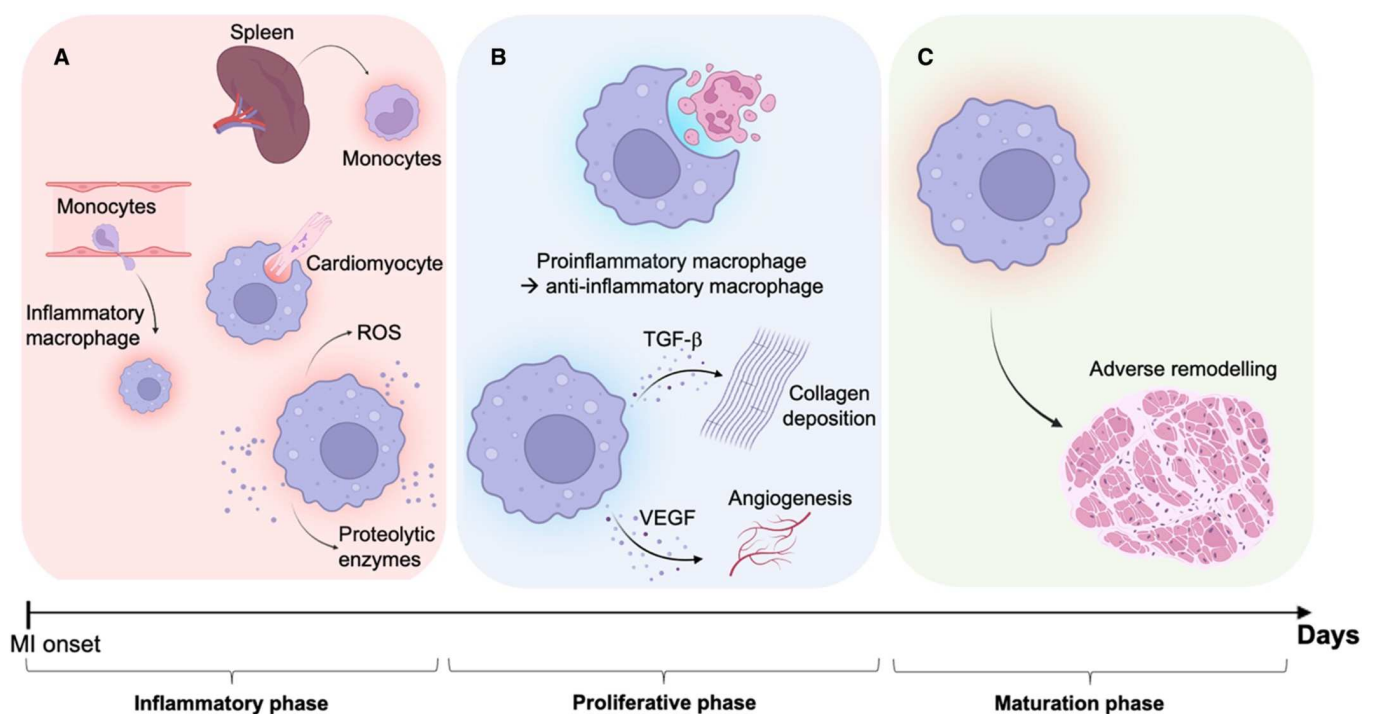 A
Spleen
Monocytes
Monocytes
Cardiomyocyte
Inflammatory
macrophage
ROS
Proteolytic
enzymes
B
Proinflammatory macrophage
→ anti-inflammatory macrophage
TGF-β
Collagen
deposition
VEGF
Angiogenesis
C
Adverse remodelling
MI onset
Days
Inflammatory phase
Proliferative phase
Maturation phase